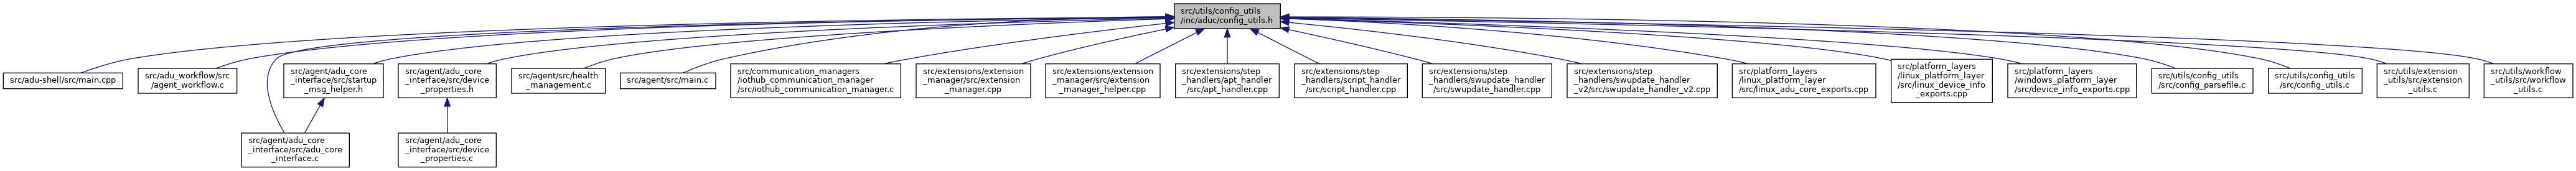 src/utils/config_utils
/inc/aduc/config_utils.h
src/adu-shell/src/main.cpp
src/adu_workflow/src
/agent_workflow.c
src/agent/adu_core
_interface/src/startup
_msg_helper.h
src/agent/adu_core
_interface/src/device
_properties.h
src/agent/src/health
_management.c
src/agent/src/main.c
src/communication_managers
/iothub_communication_manager
/src/iothub_communication_manager.c
src/extensions/extension
_manager/src/extension
_manager.cpp
src/extensions/extension
_manager/src/extension
_manager_helper.cpp
src/extensions/step
_handlers/apt_handler
/src/apt_handler.cpp
src/extensions/step
_handlers/script_handler
/src/script_handler.cpp
src/extensions/step
_handlers/swupdate_handler
/src/swupdate_handler.cpp
src/extensions/step
_handlers/swupdate_handler
_v2/src/swupdate_handler_v2.cpp
src/platform_layers
/linux_platform_layer
/src/linux_adu_core_exports.cpp
src/platform_layers
/linux_platform_layer
/src/linux_device_info
_exports.cpp
src/platform_layers
/windows_platform_layer
/src/device_info_exports.cpp
src/utils/config_utils
/src/config_parsefile.c
src/utils/config_utils
/src/config_utils.c
src/utils/extension
_utils/src/extension
_utils.c
src/utils/workflow
_utils/src/workflow
_utils.c
src/agent/adu_core
_interface/src/adu_core
_interface.c
src/agent/adu_core
_interface/src/device
_properties.c